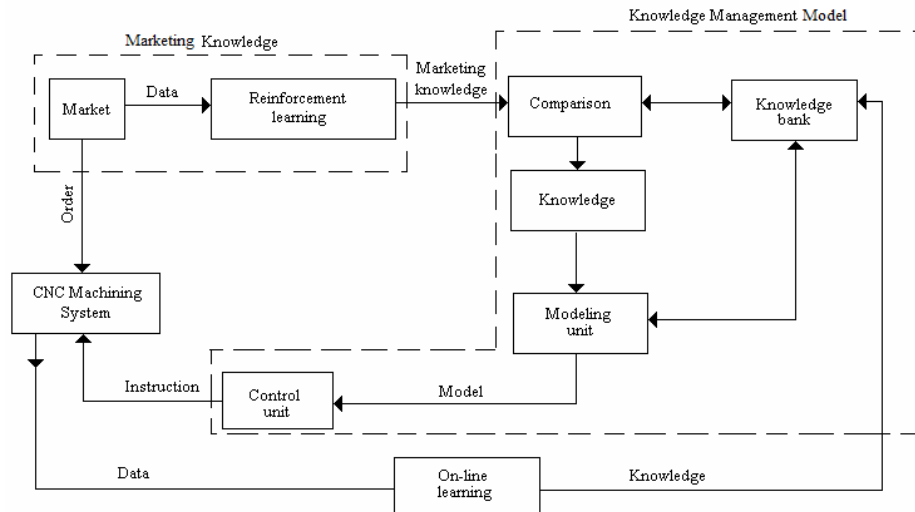 Knowledge Management Model
Marketing Knowledge
Market
Data
Reinforcement
learning
Marketing
knowledge
Comparison
Knowledge
bank
Order
Knowledge
CNC Machining
System
Modeling
unit
Instruction
Control
unit
Model
Data
On-line
learning
Knowledge